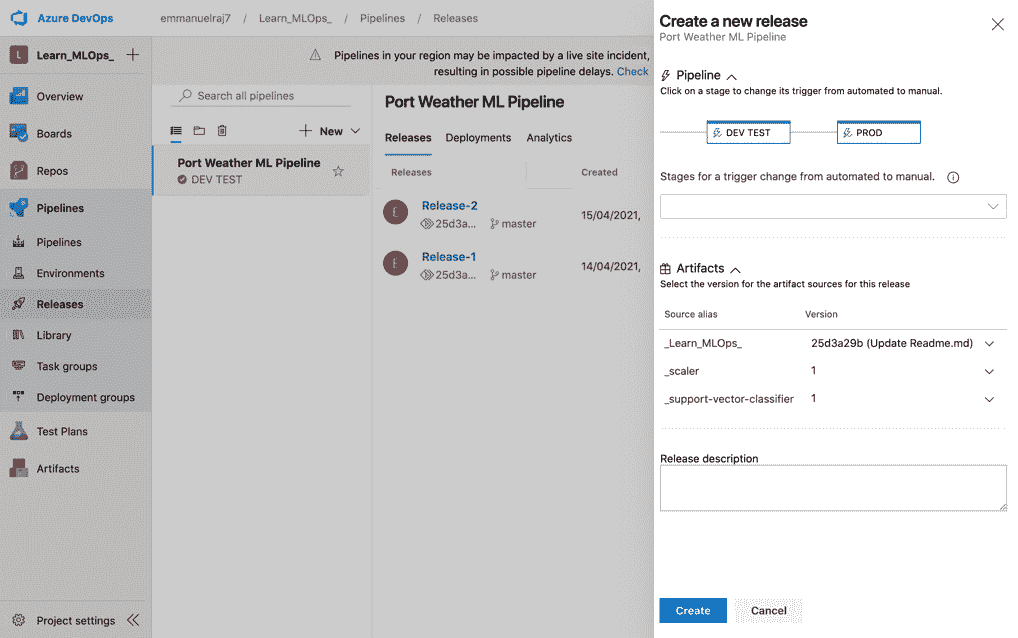 Azure DevOps
emmanuelraj7 / Learn_MLOps_ / Pipelines / Releases
L Learn_MLOps_
Overview
Boards
Repos
Pipelines
Pipelines
Environments
Releases
Library
Task groups
Deployment groups
Test Plans
Artifacts
Project settings
Pipelines in your region may be impacted by a live site incident,
resulting in possible pipeline delays. Check
Search all pipelines
New
Port Weather ML Pipeline
DEV TEST
Port Weather ML Pipeline
Releases Deployments Analytics
Releases Created
E Release-2 15/04/2021,
25d3a... master
E Release-1 14/04/2021,
25d3a... master
Create a new release
Port Weather ML Pipeline
Pipeline
Click on a stage to change its trigger from automated to manual.
DEV TEST PROD
Stages for a trigger change from automated to manual.
Artifacts
Select the version for the artifact sources for this release
Source alias Version
_Learn_MLOps_ 25d3a29b (Update Readme.md)
_scaler 1
_support-vector-classifier 1
Release description
Create Cancel